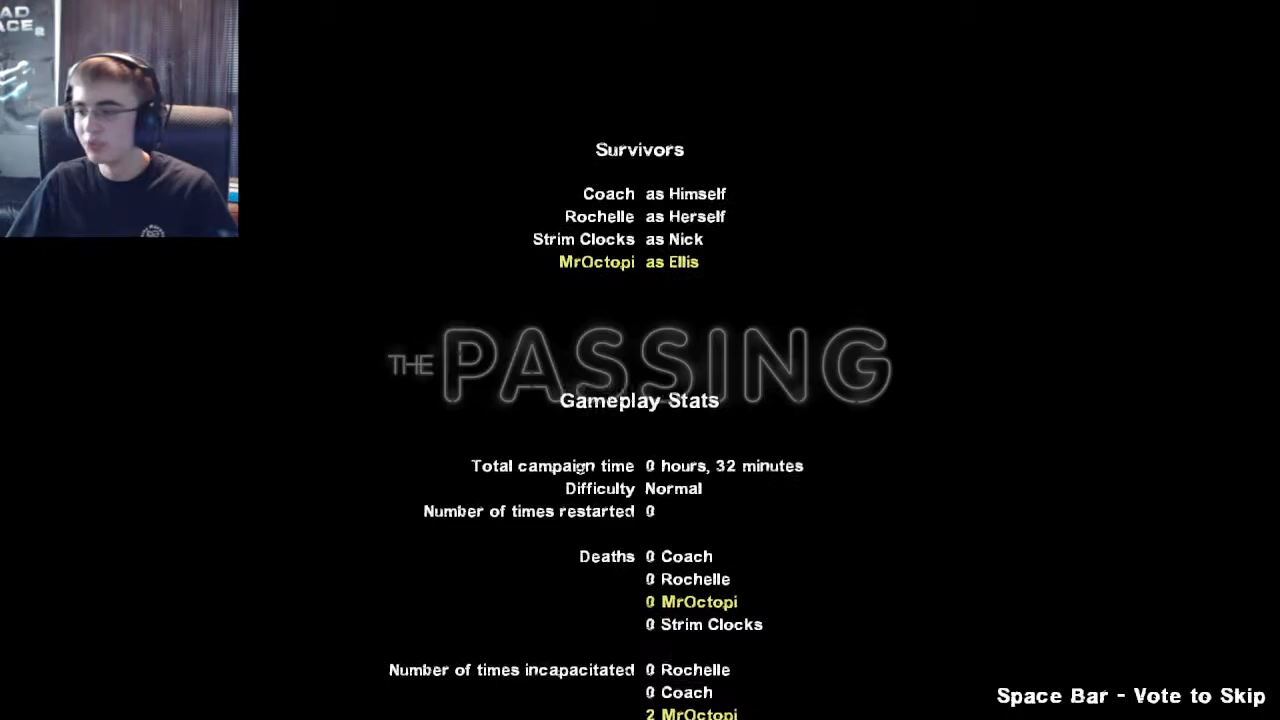 AD
ACE 2
Survivors
Coach as Himself
Rochelle as Herself
Strim Clocks as Nick
MrOctopi as Ellis
THE PASSING
Gameplay Stats
Total campaign time 0 hours, 32 minutes
Difficulty Normal
Number of times restarted 0
Deaths 0 Coach
0 Rochelle
0 MrOctopi
0 Strim Clocks
Number of times incapacitated 0 Rochelle
0 Coach
2 MrOctopi
Space Bar - Vote to Skip